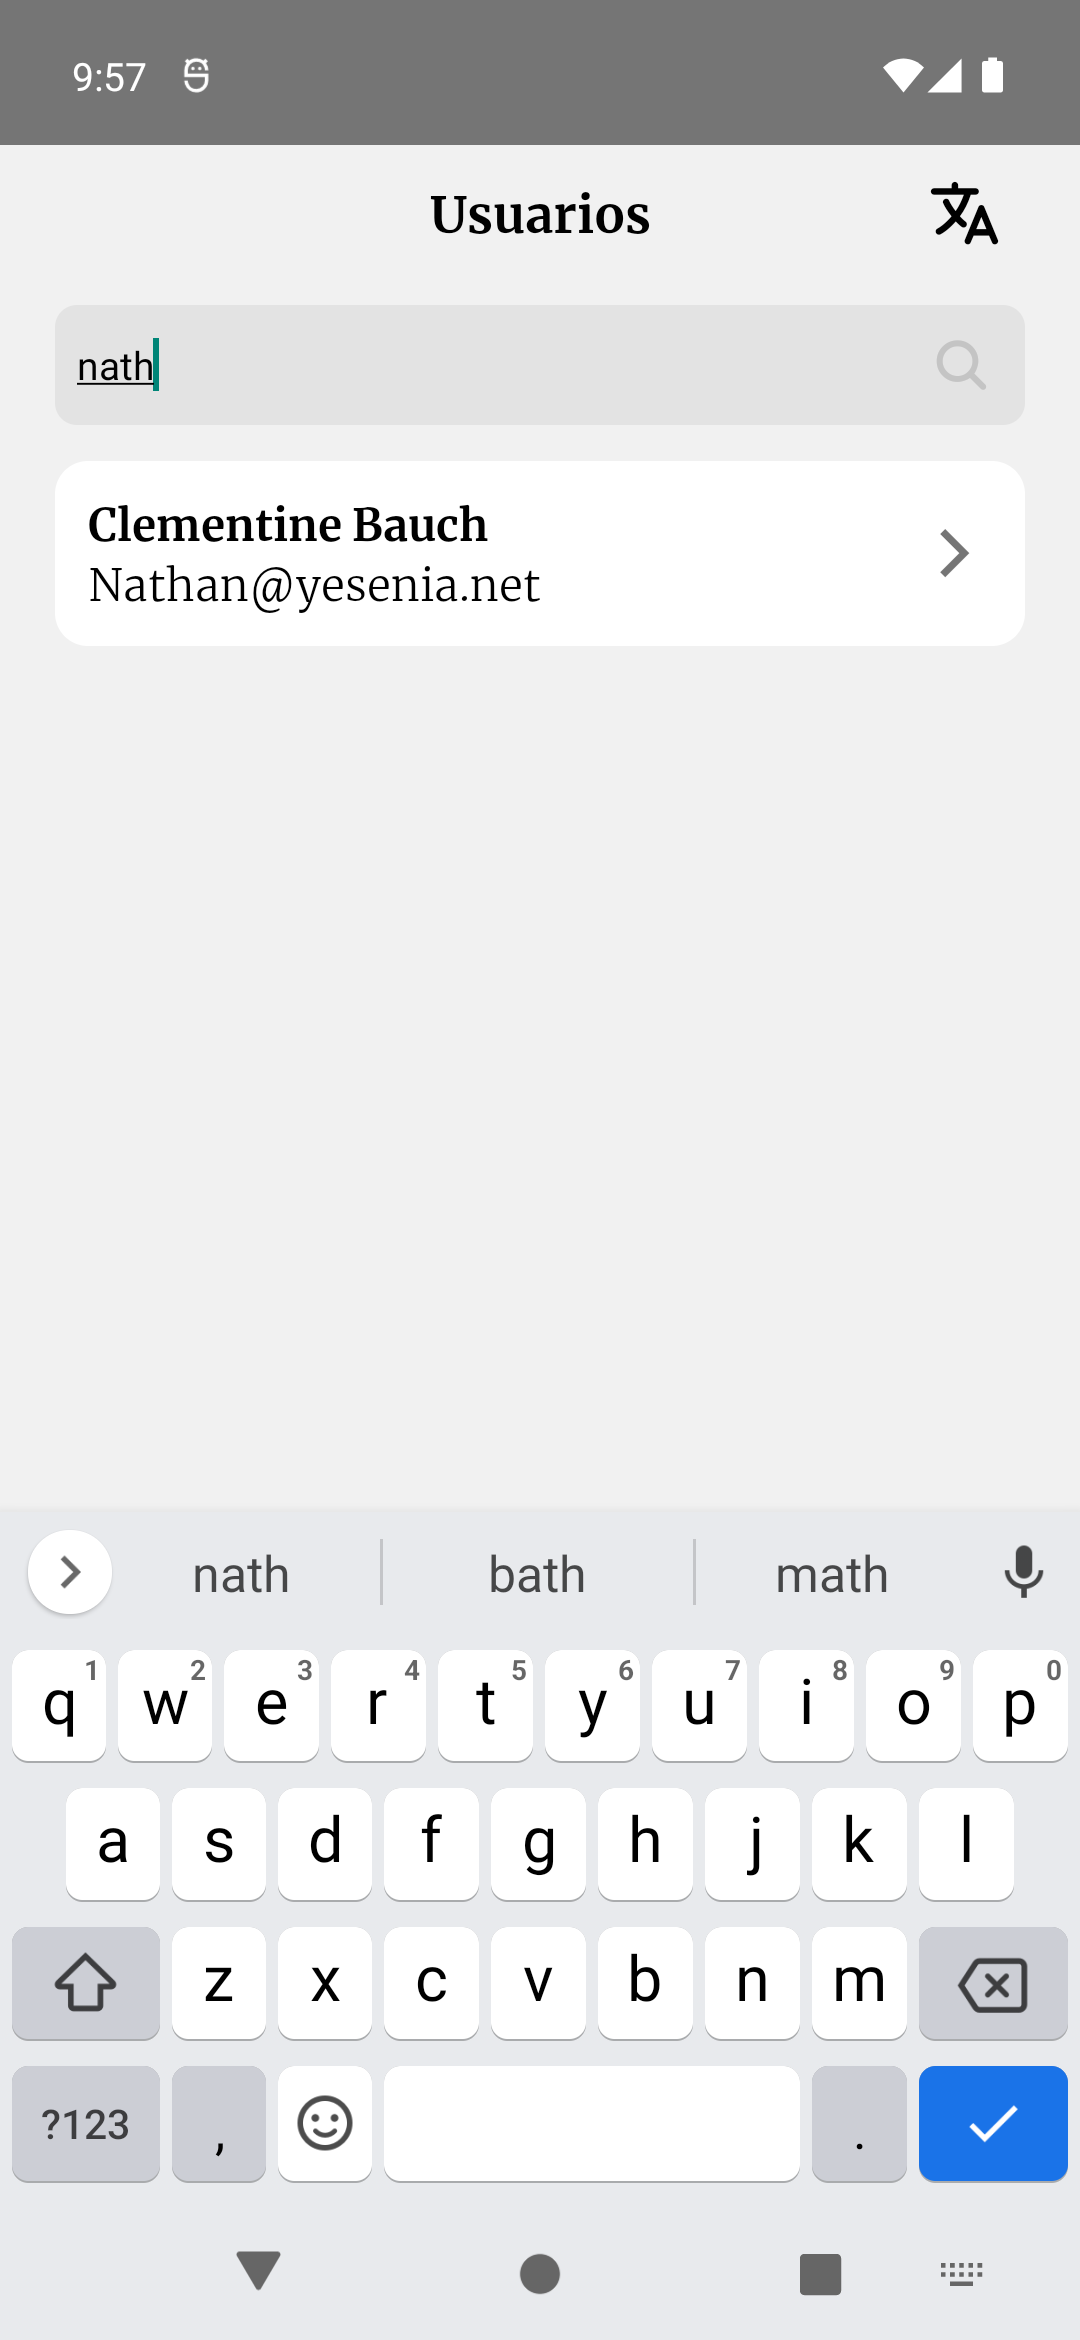 9:57
Usuarios
nath
Clementine Bauch
Nathan@yesenia.net
nath bath math
q 1 w 2 e 3 r 4 t 5 y 6 u 7 i 8 o 9 p 0
a s d f g h j k l
z x c v b n m
?123 , .